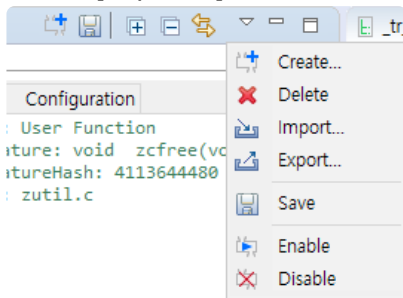 _tr
Create...
Delete
Import...
Export...
Save
Enable
Disable
Configuration
: User Function
ature: void zcfree(vo
atureHash: 4113644480
: zutil.c